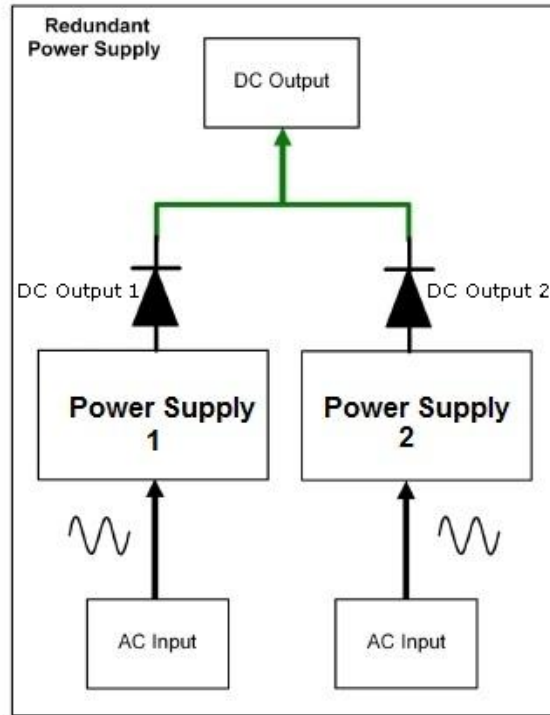 Redundant
Power Supply
DC Output
DC Output 1
DC Output 2
Power Supply
1
Power Supply
2
AC Input
AC Input